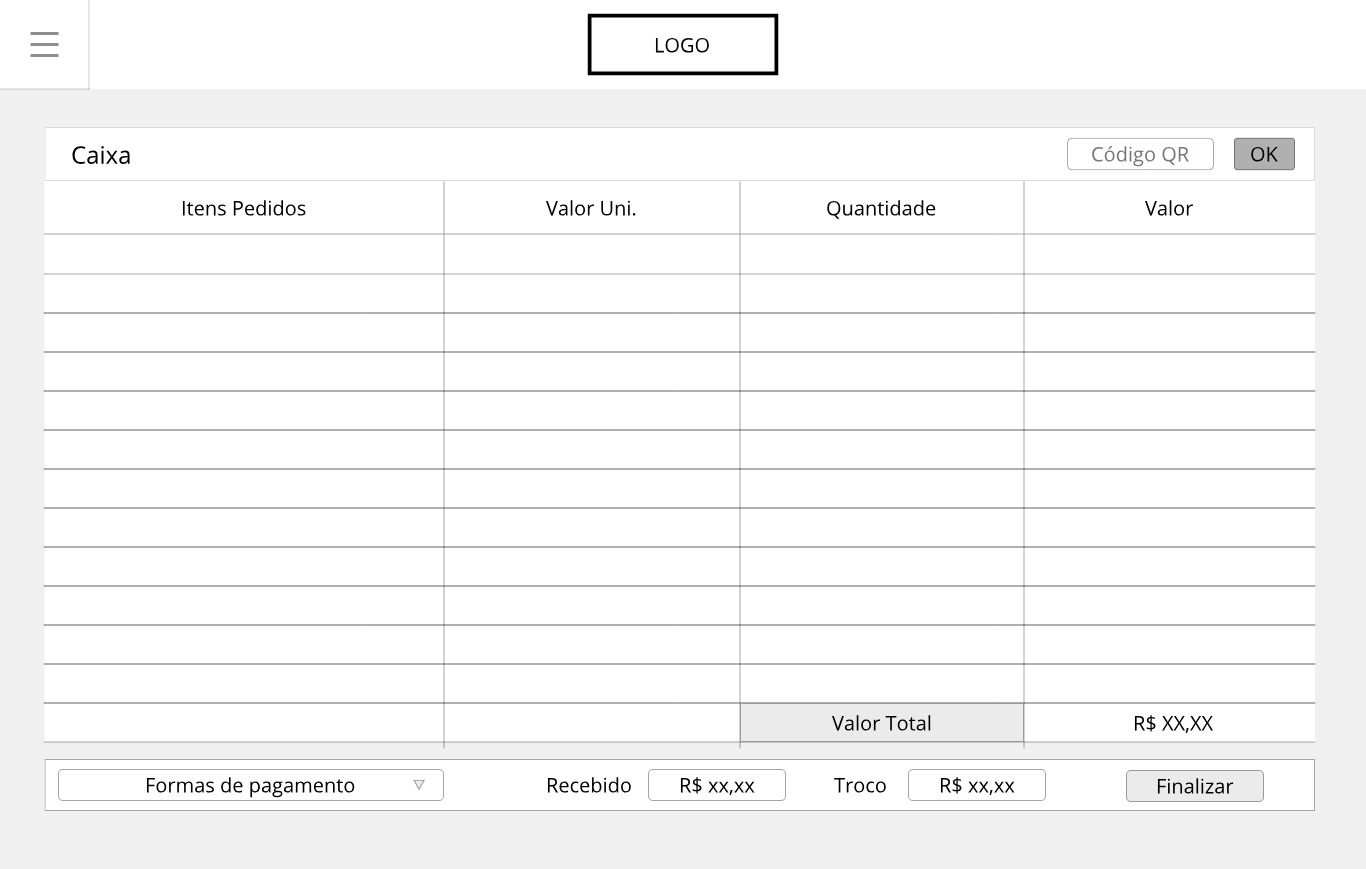 LOGO
Caixa
Código QR
OK
Itens Pedidos
Valor Uni.
Quantidade
Valor
Valor Total
R$ XX,XX
Formas de pagamento
Recebido
R$ xx,xx
Troco
R$ xx,xx
Finalizar